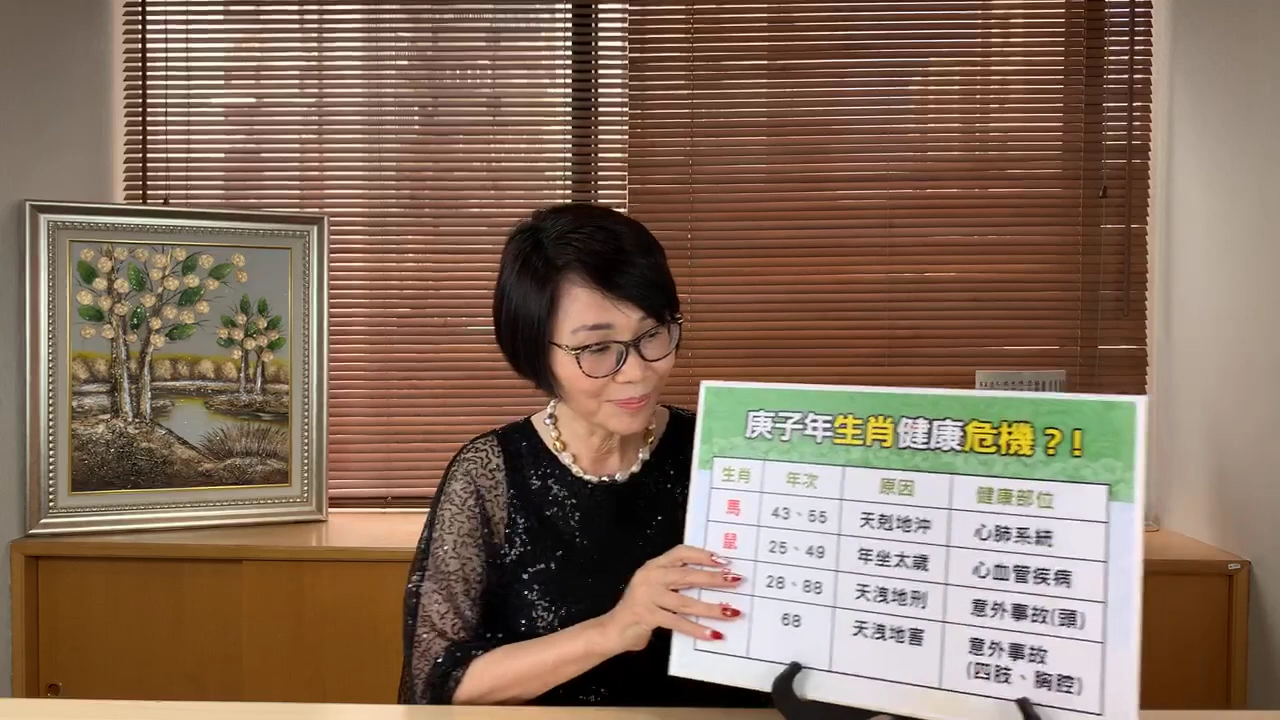 庚子年生肖健康危機？！
生肖 年次 原因 健康部位
馬 43、55 天剋地沖 心肺系統
鼠 25、49 年坐太歲 心血管疾病
28、88 天洩地刑 意外事故(頭)
68 天洩地害 意外事故
(四肢、胸腔)